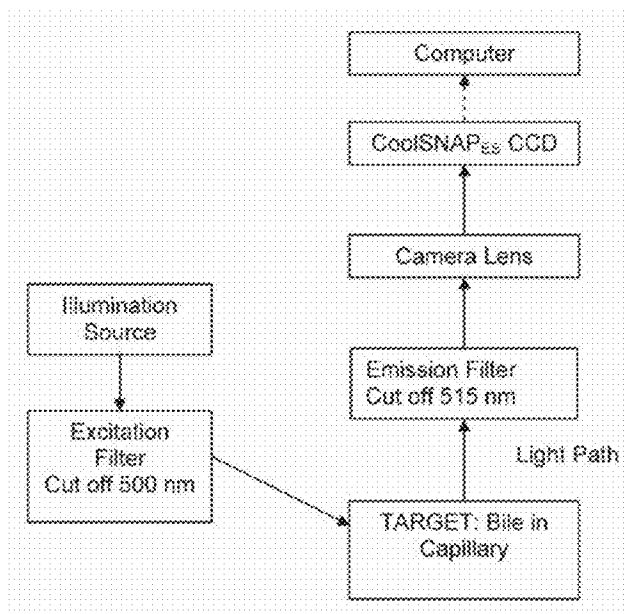 Computer
CoolSNAP_ES CCD
Camera Lens
Illumination
Source
Emission Filter
Cut off 515 nm
Excitation
Filter
Cut off 500 nm
Light Path
TARGET: Bile in
Capillary